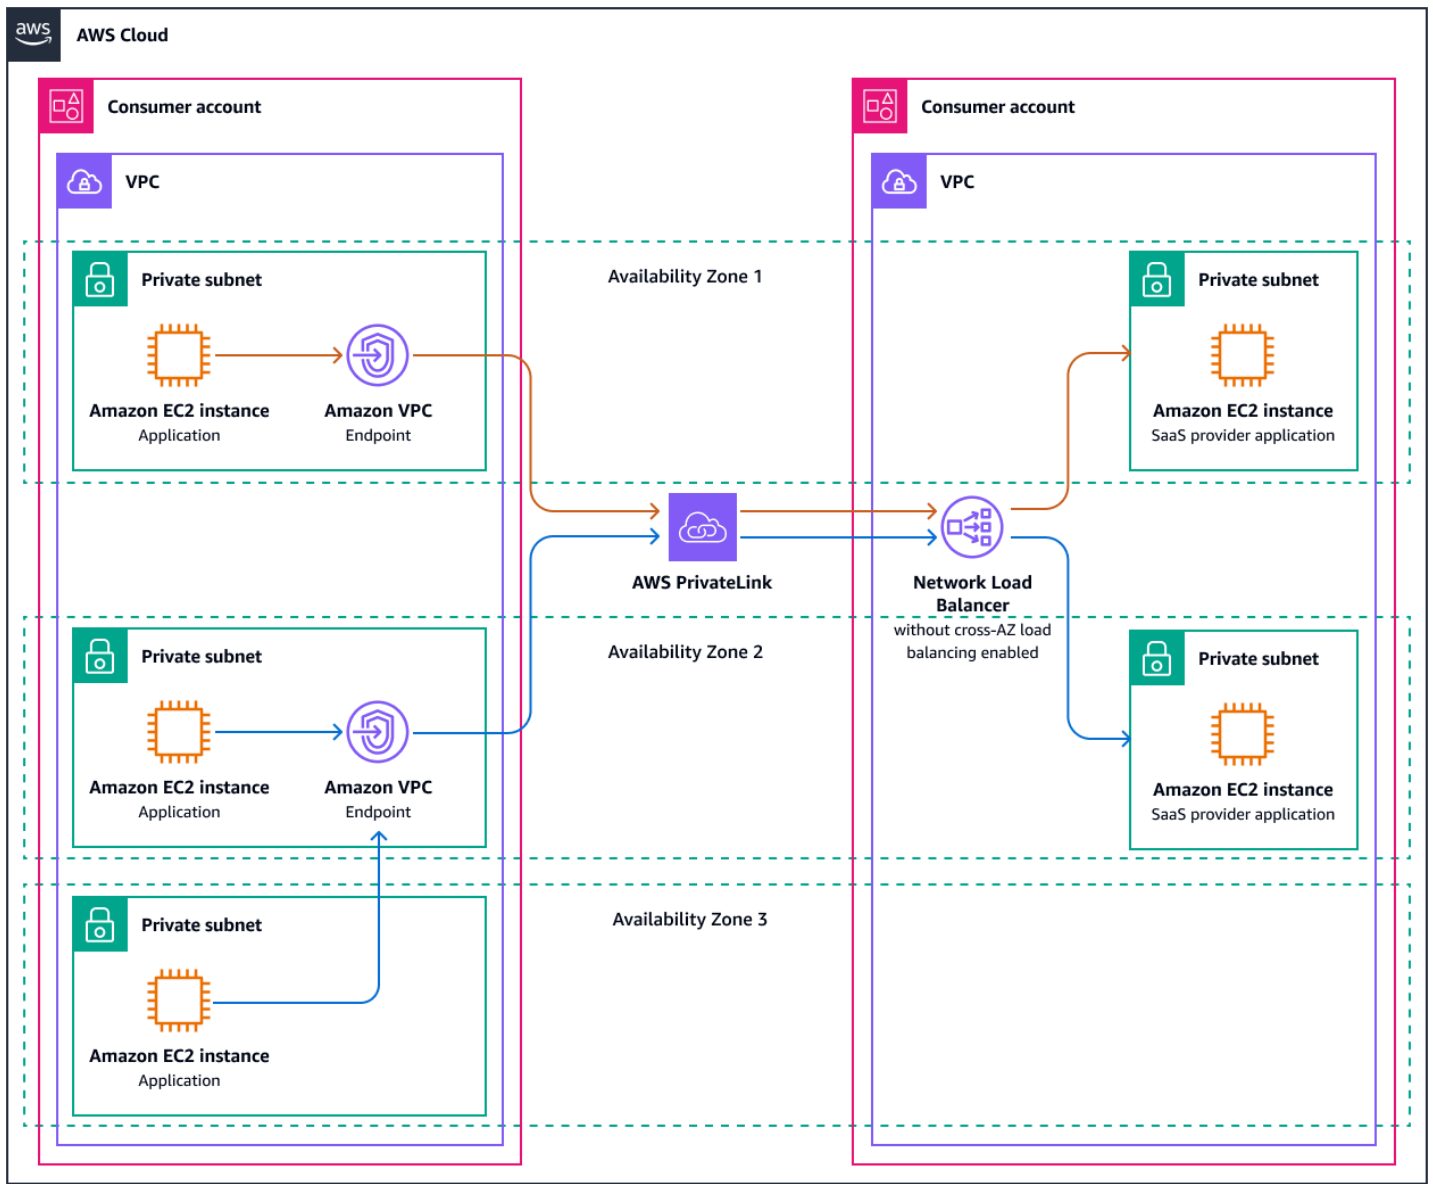 aws
AWS Cloud
Consumer account
VPC
Consumer account
VPC
Availability Zone 1
Private subnet
Amazon EC2 instance
Application
Amazon VPC
Endpoint
Private subnet
Amazon EC2 instance
SaaS provider application
AWS PrivateLink
Network Load
Balancer
without cross-AZ load
balancing enabled
Availability Zone 2
Private subnet
Amazon EC2 instance
Application
Amazon VPC
Endpoint
Private subnet
Amazon EC2 instance
SaaS provider application
Availability Zone 3
Private subnet
Amazon EC2 instance
Application